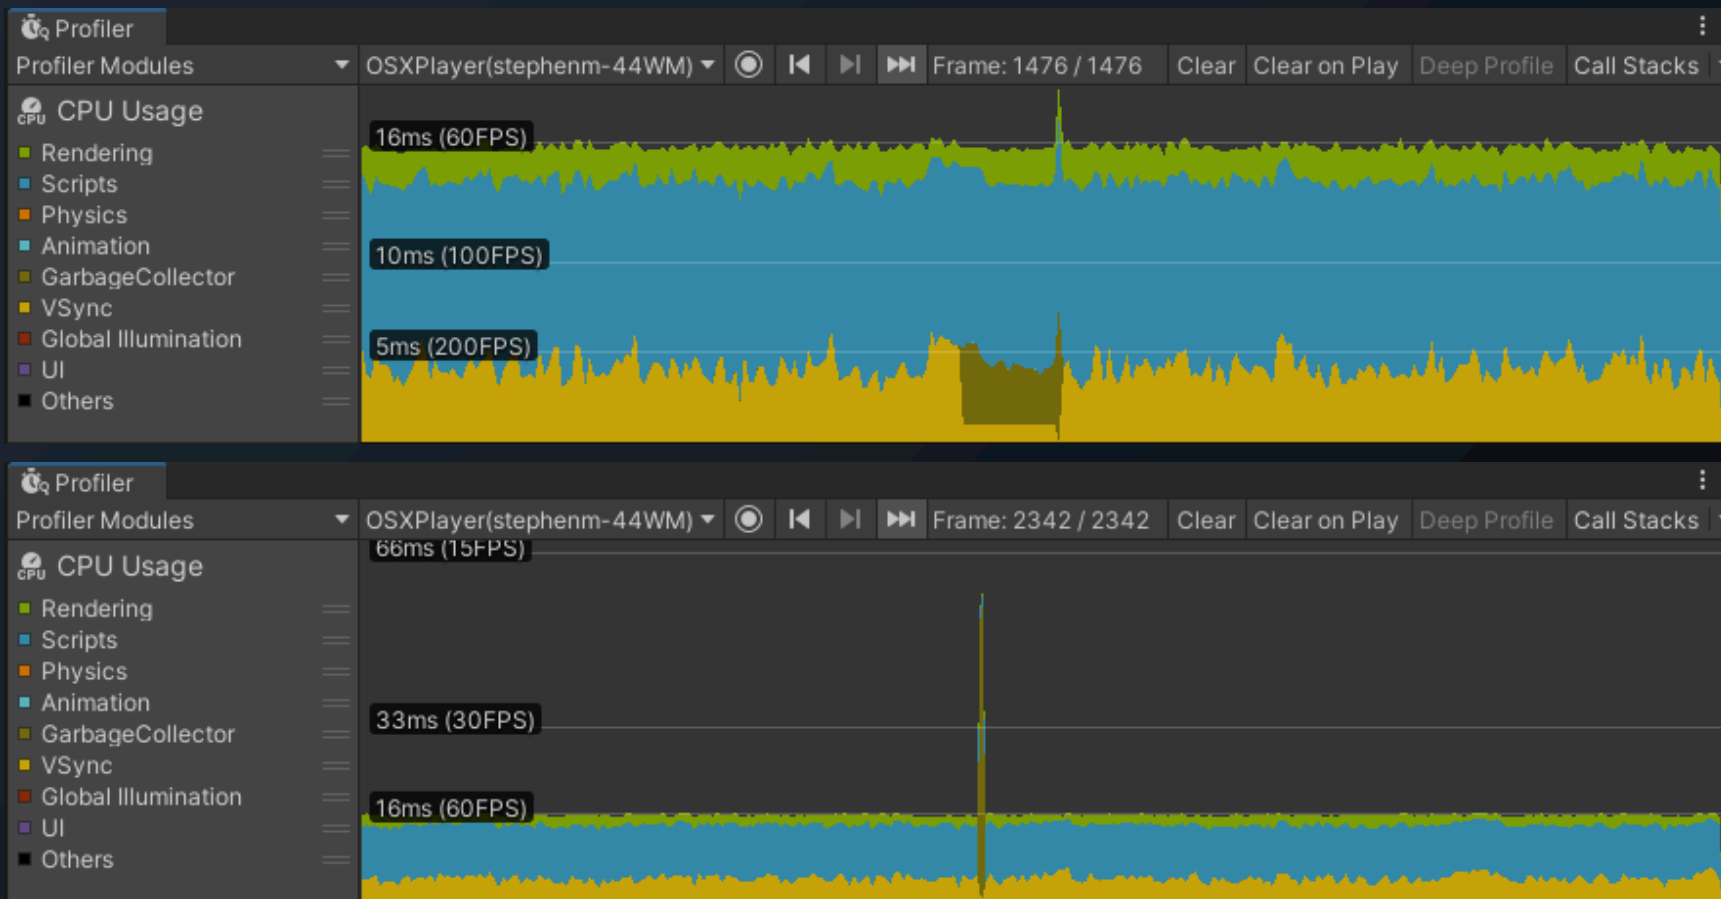 Profiler
Profiler Modules OSXPlayer(stephenm-44WM) Frame: 1476 / 1476 Clear Clear on Play Deep Profile Call Stacks
CPU CPU Usage
Rendering
Scripts
Physics
Animation
GarbageCollector
VSync
Global Illumination
UI
Others
16ms (60FPS)
10ms (100FPS)
5ms (200FPS)
Profiler
Profiler Modules OSXPlayer(stephenm-44WM) Frame: 2342 / 2342 Clear Clear on Play Deep Profile Call Stacks
CPU CPU Usage
Rendering
Scripts
Physics
Animation
GarbageCollector
VSync
Global Illumination
UI
Others
66ms (15FPS)
33ms (30FPS)
16ms (60FPS)